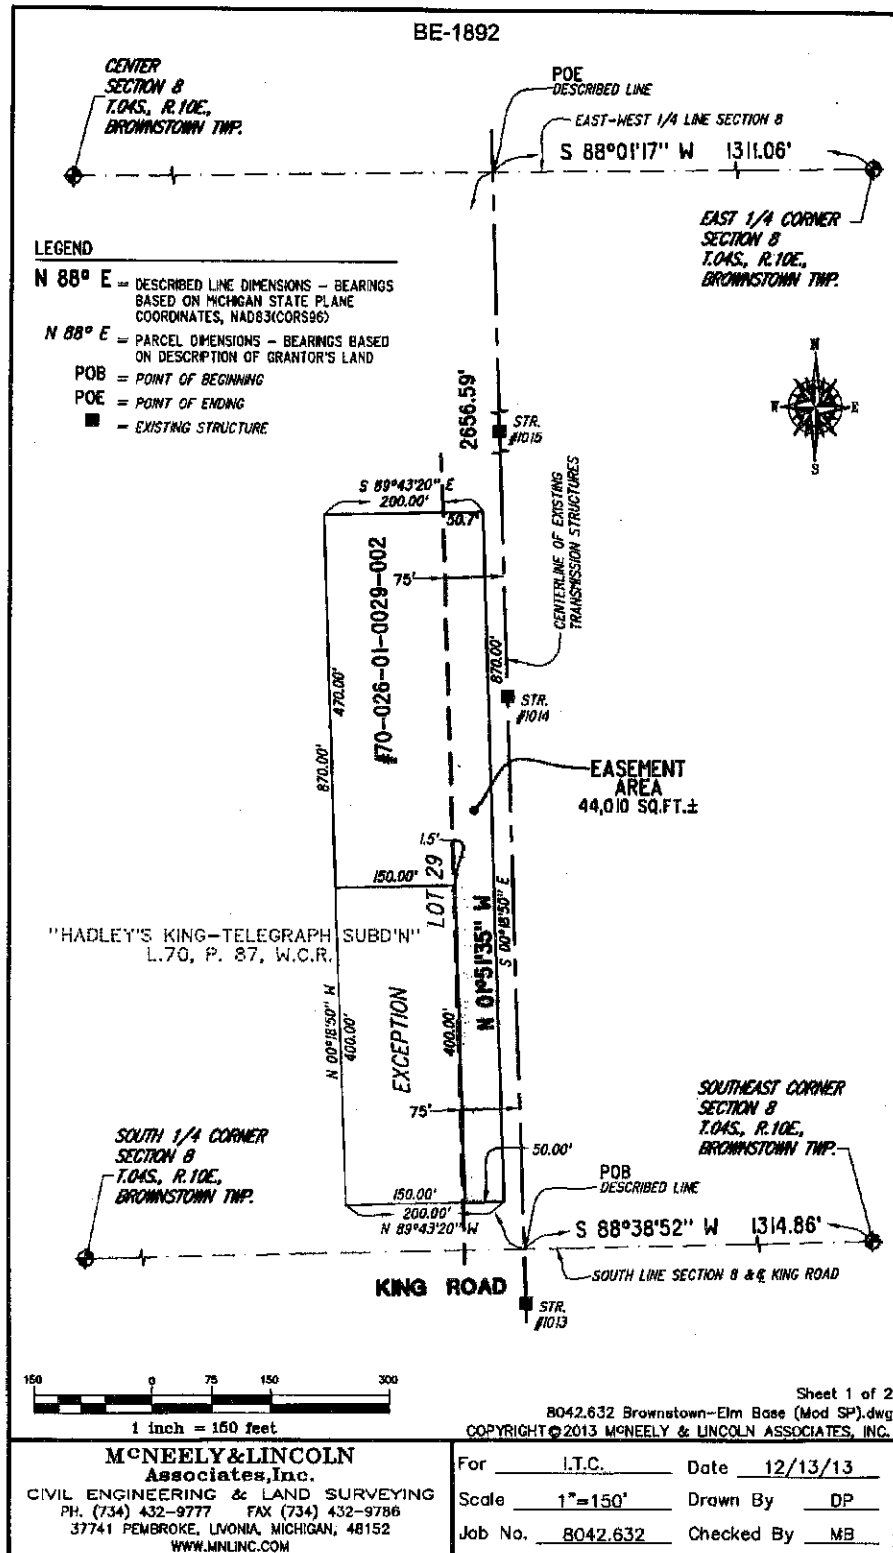 BE-1892
CENTER
SECTION 8
T.04S., R.10E.,
BROWNSTOWN TWP.
POE
DESCRIBED LINE
EAST-WEST 1/4 LINE SECTION 8
S 88°01'17" W 1311.06'
EAST 1/4 CORNER
SECTION 8
T.04S., R.10E.,
BROWNSTOWN TWP.
LEGEND
N 88° E = DESCRIBED LINE DIMENSIONS - BEARINGS
BASED ON MICHIGAN STATE PLANE
COORDINATES, NAD83(CORS96)
N 88° E = PARCEL DIMENSIONS - BEARINGS BASED
ON DESCRIPTION OF GRANTOR'S LAND
POB = POINT OF BEGINNING
POE = POINT OF ENDING
■ = EXISTING STRUCTURE
N
W
E
S
2656.59'
STR.
#1015
S 89°43'20" E
200.00'
50.7'
#70-026-01-0029-002
75'
CENTERLINE OF EXISTING
TRANSMISSION STRUCTURES
870.00'
470.00'
870.00'
STR.
#1014
EASEMENT
AREA
44,010 SQ.FT.±
1.5'
150.00'
LOT 29
"HADLEY'S KING-TELEGRAPH SUBD'N"
L.70, P. 87, W.C.R.
N 01°51'35" W
S 00°18'50" E
N 00°18'50" W
400.00'
EXCEPTION
400.00'
75'
SOUTHEAST CORNER
SECTION 8
T.04S., R.10E.,
BROWNSTOWN TWP.
SOUTH 1/4 CORNER
SECTION 8
T.04S., R.10E.,
BROWNSTOWN TWP.
50.00'
POB
DESCRIBED LINE
150.00'
200.00'
N 89°43'20" W
S 88°38'52" W 1314.86'
SOUTH LINE SECTION 8 & ℄ KING ROAD
KING ROAD
STR.
#1013
150 0 75 150 300
1 inch = 150 feet
Sheet 1 of 2
8042.632 Brownstown-Elm Base (Mod SP).dwg
COPYRIGHT © 2013 MCNEELY & LINCOLN ASSOCIATES, INC.
MCNEELY&LINCOLN
Associates,Inc.
CIVIL ENGINEERING & LAND SURVEYING
PH. (734) 432-9777 FAX (734) 432-9786
37741 PEMBROKE, LIVONIA, MICHIGAN, 48152
WWW.MNLINC.COM
For I.T.C. Date 12/13/13
Scale 1"=150' Drawn By DP
Job No. 8042.632 Checked By MB